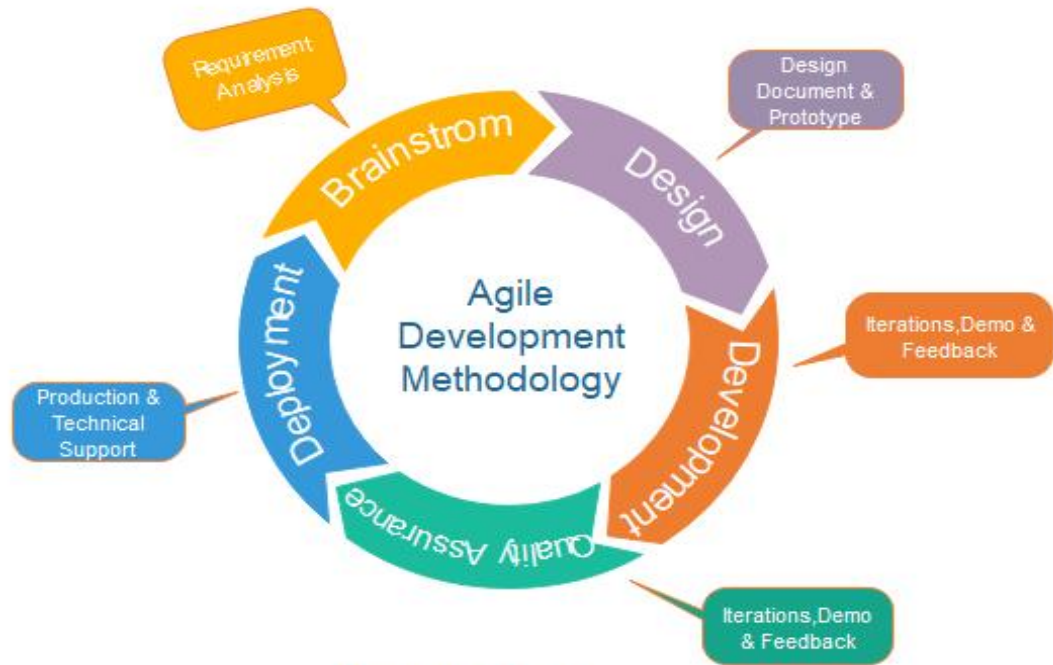 Requirement
Analysis
Brainstrom
Design
Document &
Prototype
Design
Agile
Development
Methodology
Iterations,Demo &
Feedback
Development
Production &
Technical
Support
Deployment
Quality Assurance
Iterations,Demo
& Feedback